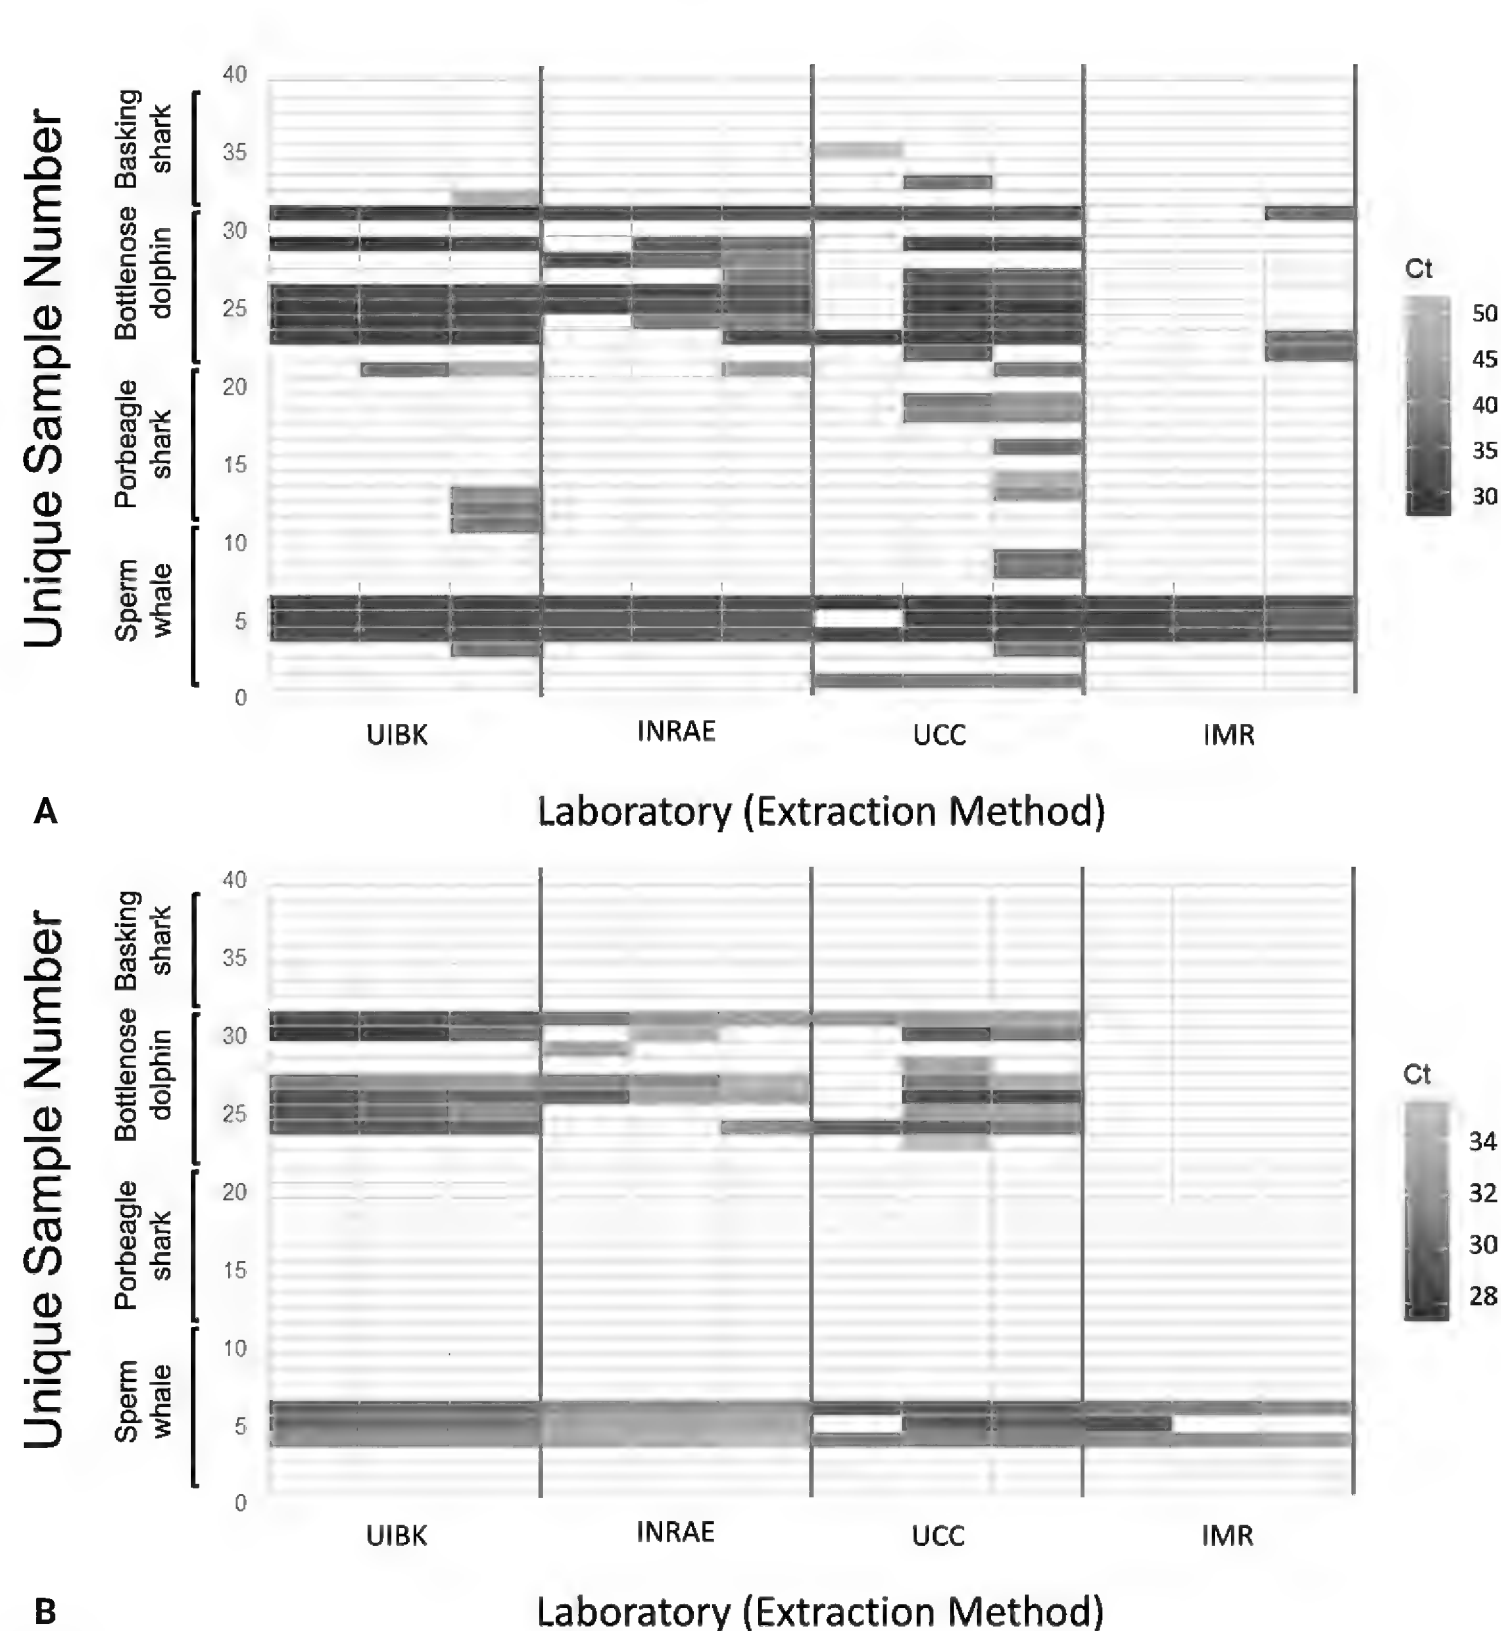 Unique Sample Number
Basking
shark
Bottlenose
dolphin
Porbeagle
shark
Sperm
whale
40
35
30
25
20
15
10
5
0
UIBK
INRAE
UCC
IMR
Ct
50
45
40
35
30
A
Laboratory (Extraction Method)
Unique Sample Number
Basking
shark
Bottlenose
dolphin
Porbeagle
shark
Sperm
whale
40
35
30
25
20
15
10
5
0
UIBK
INRAE
UCC
IMR
Ct
34
32
30
28
B
Laboratory (Extraction Method)